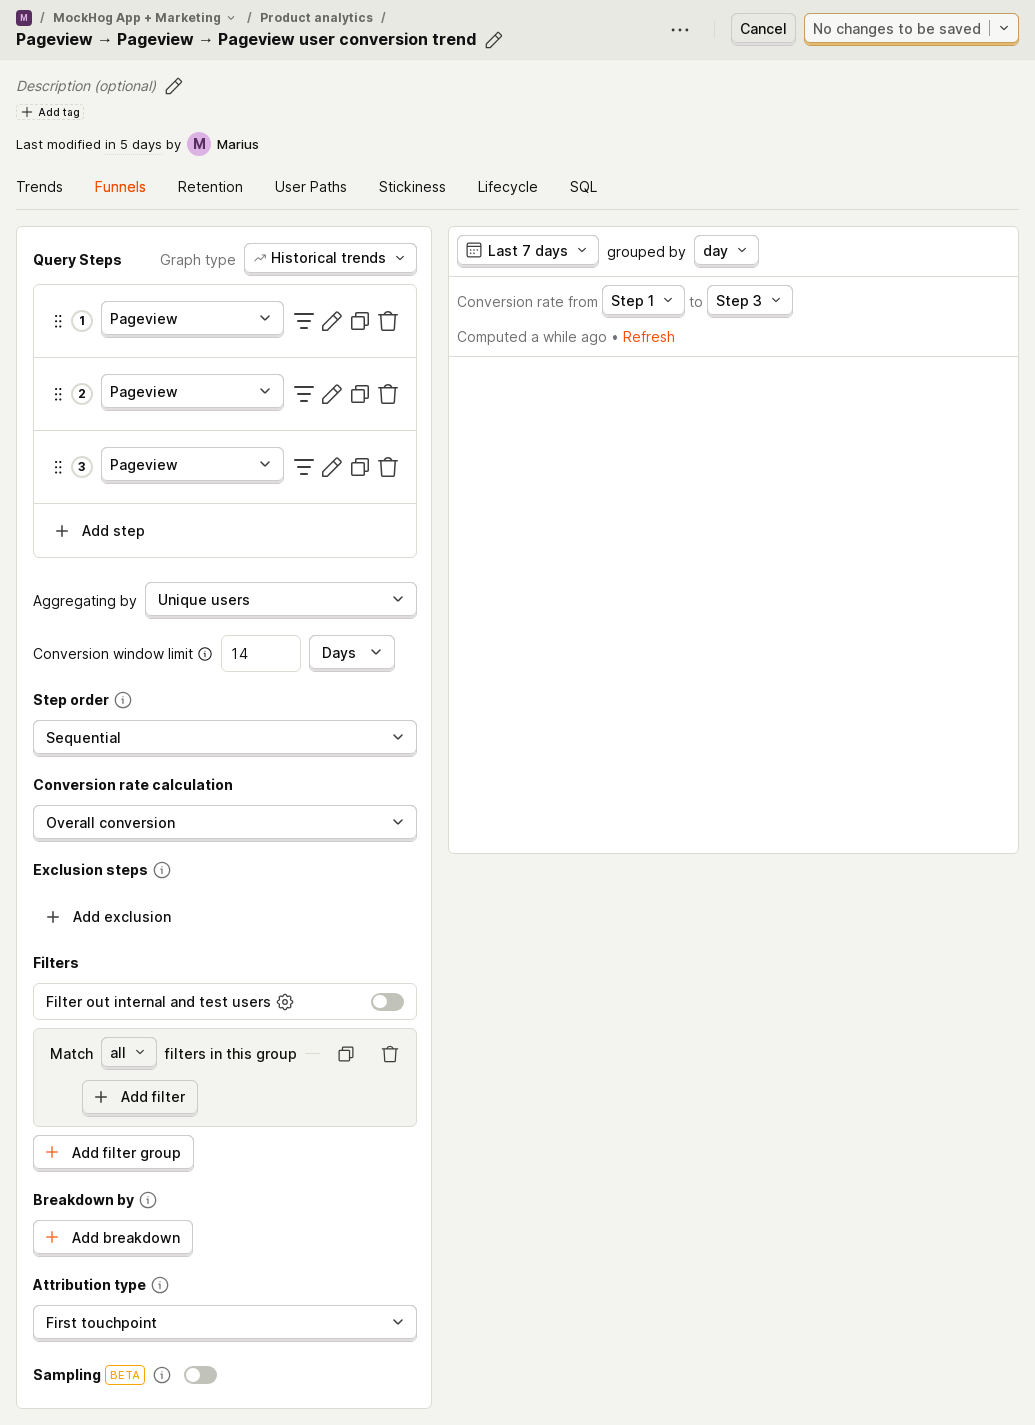 M / MockHog App + Marketing / Product analytics /
Pageview → Pageview → Pageview user conversion trend
Cancel
No changes to be saved
Description (optional)
Add tag
Last modified in 5 days by M Marius
Trends Funnels Retention User Paths Stickiness Lifecycle SQL
Query Steps Graph type Historical trends
1 Pageview
2 Pageview
3 Pageview
Add step
Aggregating by Unique users
Conversion window limit 14 Days
Step order
Sequential
Conversion rate calculation
Overall conversion
Exclusion steps
Add exclusion
Filters
Filter out internal and test users
Match all filters in this group
Add filter
Add filter group
Breakdown by
Add breakdown
Attribution type
First touchpoint
Sampling BETA
Last 7 days grouped by day
Conversion rate from Step 1 to Step 3
Computed a while ago • Refresh